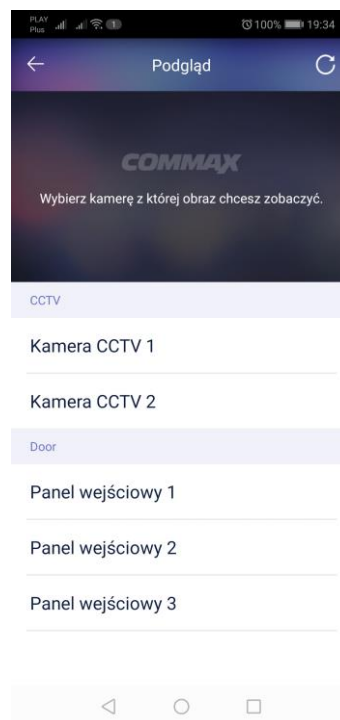 PLAY
Plus 1 100% 19:34
Podgląd
COMMAX
Wybierz kamerę z której obraz chcesz zobaczyć.
CCTV
Kamera CCTV 1
Kamera CCTV 2
Door
Panel wejściowy 1
Panel wejściowy 2
Panel wejściowy 3